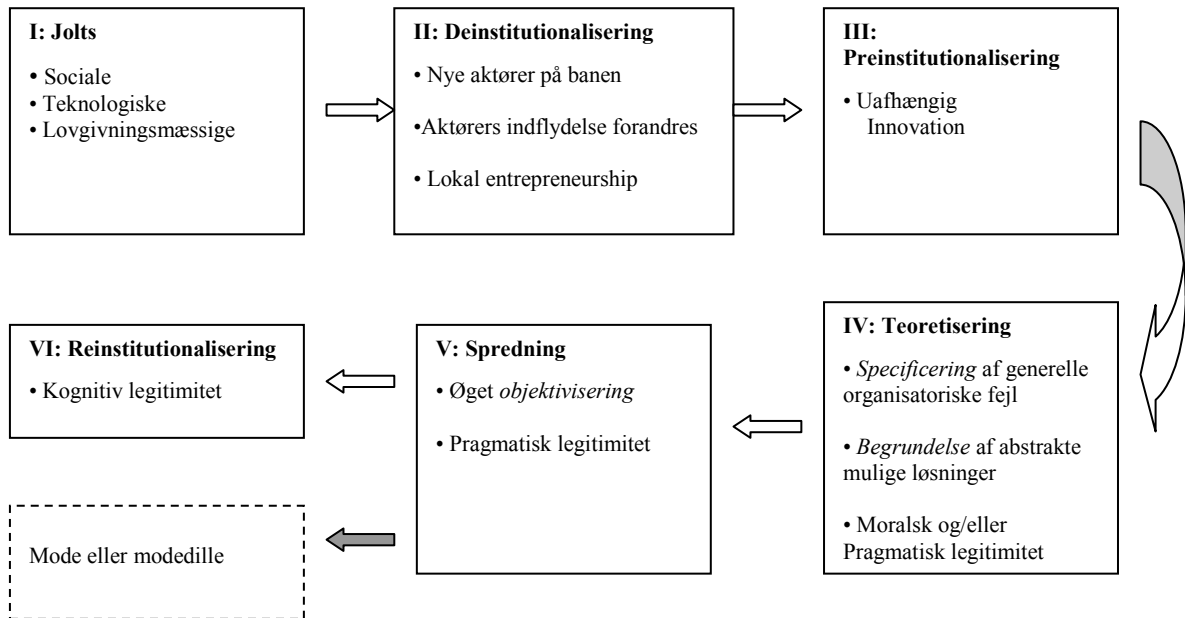 I: Jolts
• Sociale
• Teknologiske
• Lovgivningsmæssige
II: Deinstitutionalisering
• Nye aktører på banen
•Aktørers indflydelse forandres
• Lokal entrepreneurship
III:
Preinstitutionalisering
• Uafhængig
Innovation
IV: Teoretisering
• Specificering af generelle
organisatoriske fejl
• Begrundelse af abstrakte
mulige løsninger
• Moralsk og/eller
Pragmatisk legitimitet
V: Spredning
• Øget objektivisering
• Pragmatisk legitimitet
VI: Reinstitutionalisering
• Kognitiv legitimitet
Mode eller modedille